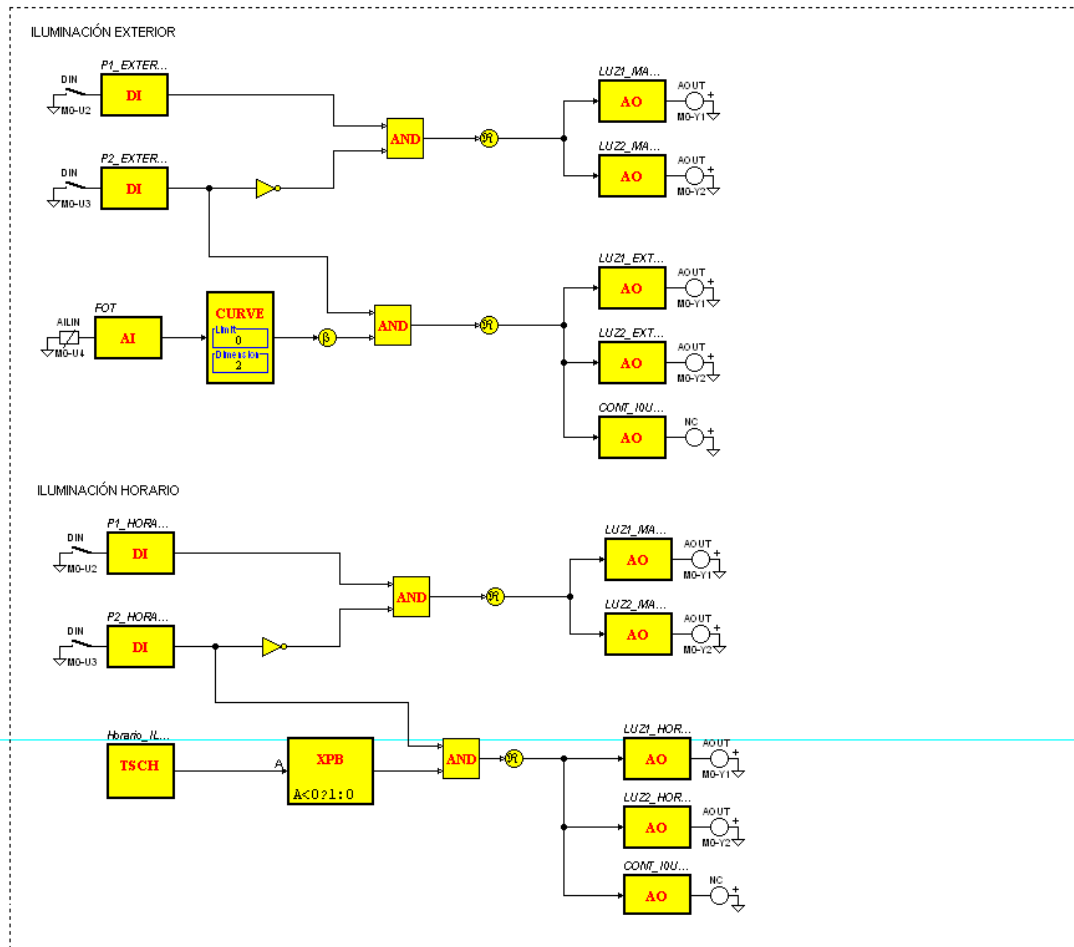 ILUMINACIÓN EXTERIOR
P1_EXTER...
DIN
DI
M0-U2
LUZ1_MA...
AOUT
AO
M0-Y1
AND
ℜ
P2_EXTER...
DIN
DI
M0-U3
LUZ2_MA...
AOUT
AO
M0-Y2
LUZ1_EXT...
AOUT
AO
M0-Y1
FOT
AILIN
AI
M0-U4
CURVE
Limit
0
Dimension
2
β
AND
ℜ
LUZ2_EXT...
AOUT
AO
M0-Y2
CONT_I0U...
NC
AO
ILUMINACIÓN HORARIO
P1_HORA...
DIN
DI
M0-U2
LUZ1_MA...
AOUT
AO
M0-Y1
AND
ℜ
P2_HORA...
DIN
DI
M0-U3
LUZ2_MA...
AOUT
AO
M0-Y2
Horario_IL...
TSCH
A
XPB
A<0?1:0
AND
ℜ
LUZ1_HOR...
AOUT
AO
M0-Y1
LUZ2_HOR...
AOUT
AO
M0-Y2
CONT_I0U...
NC
AO